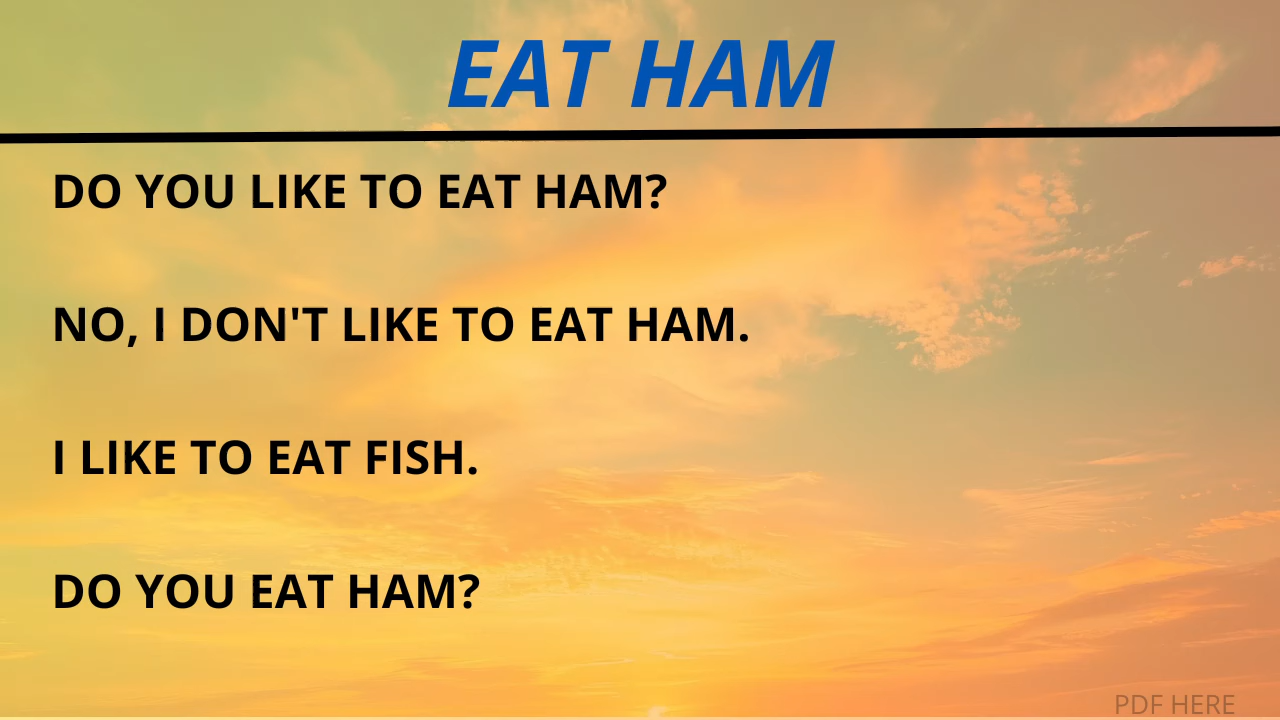 EAT HAM
DO YOU LIKE TO EAT HAM?
NO, I DON'T LIKE TO EAT HAM.
I LIKE TO EAT FISH.
DO YOU EAT HAM?
PDF HERE